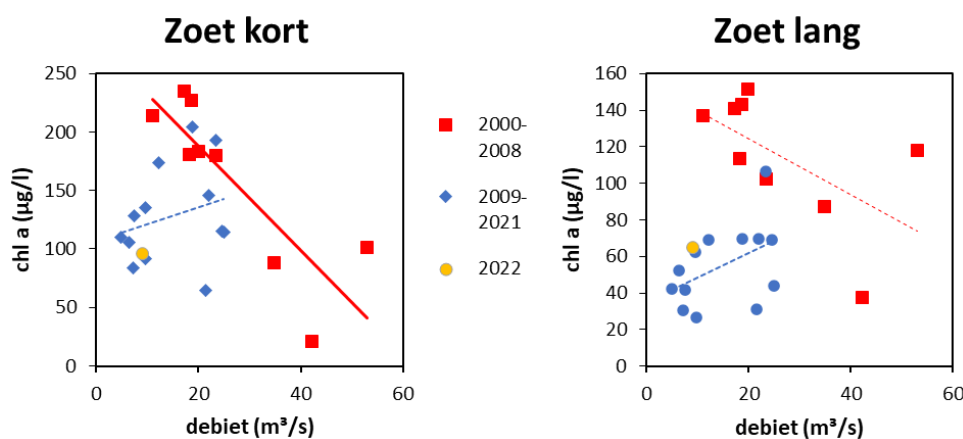 Zoet kort
250
200
150
100
50
0
chl a (µg/l)
0 20 40 60
debiet (m³/s)
2000-
2008
2009-
2021
2022
Zoet lang
160
140
120
100
80
60
40
20
0
chl a (µg/l)
0 20 40 60
debiet (m³/s)